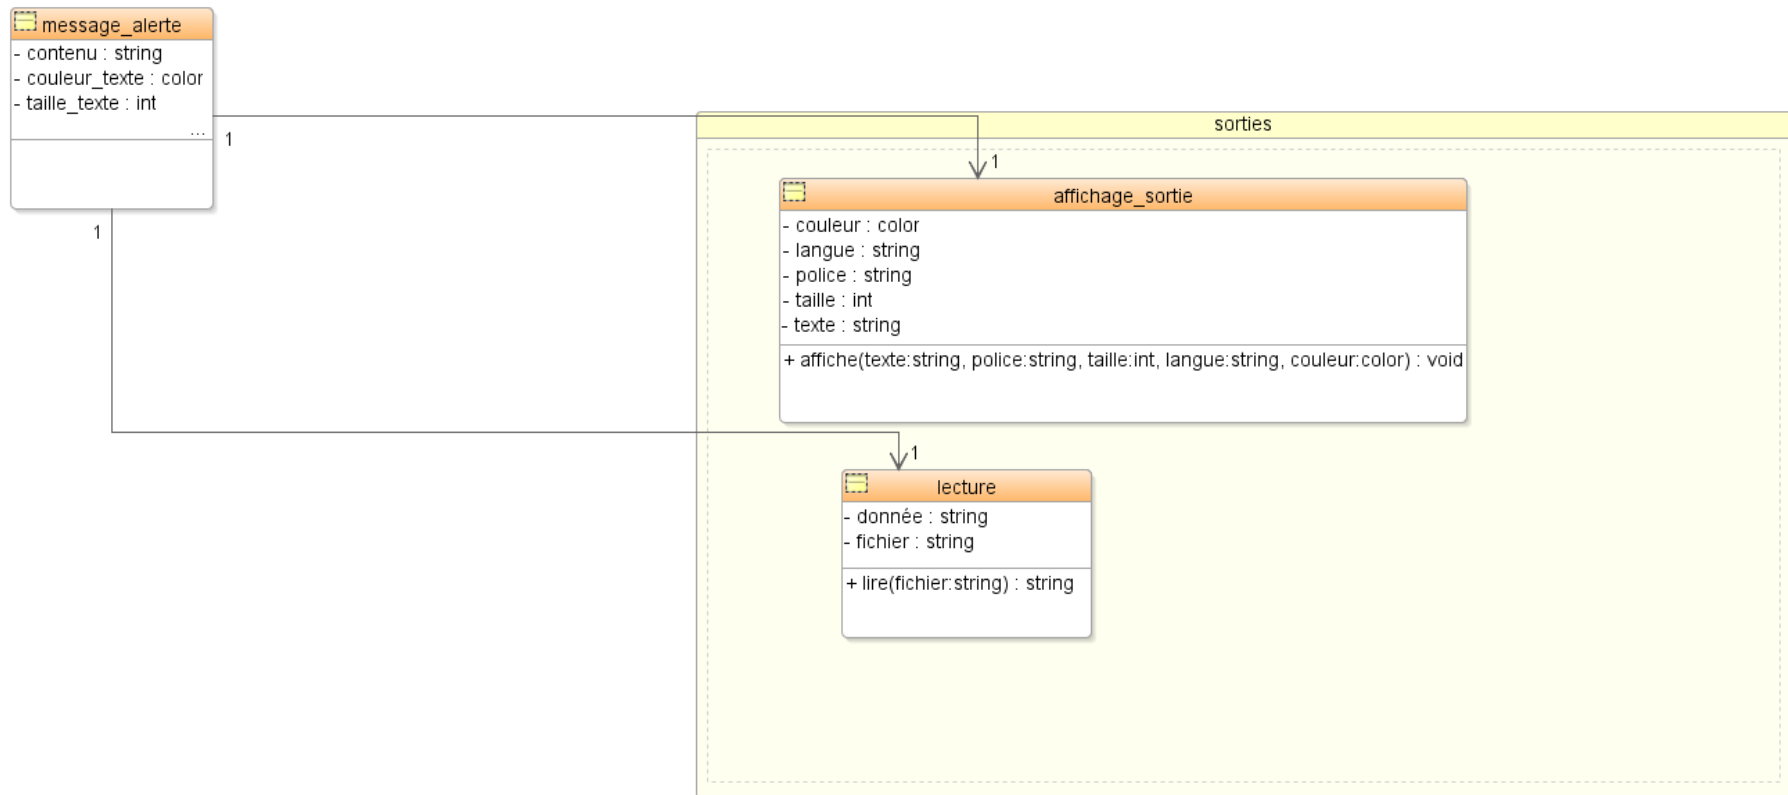 message_alerte
- contenu : string
- couleur_texte : color
- taille_texte : int
...
1
1
sorties
1
affichage_sortie
- couleur : color
- langue : string
- police : string
- taille : int
- texte : string
+ affiche(texte:string, police:string, taille:int, langue:string, couleur:color) : void
1
lecture
- donnée : string
- fichier : string
+ lire(fichier:string) : string